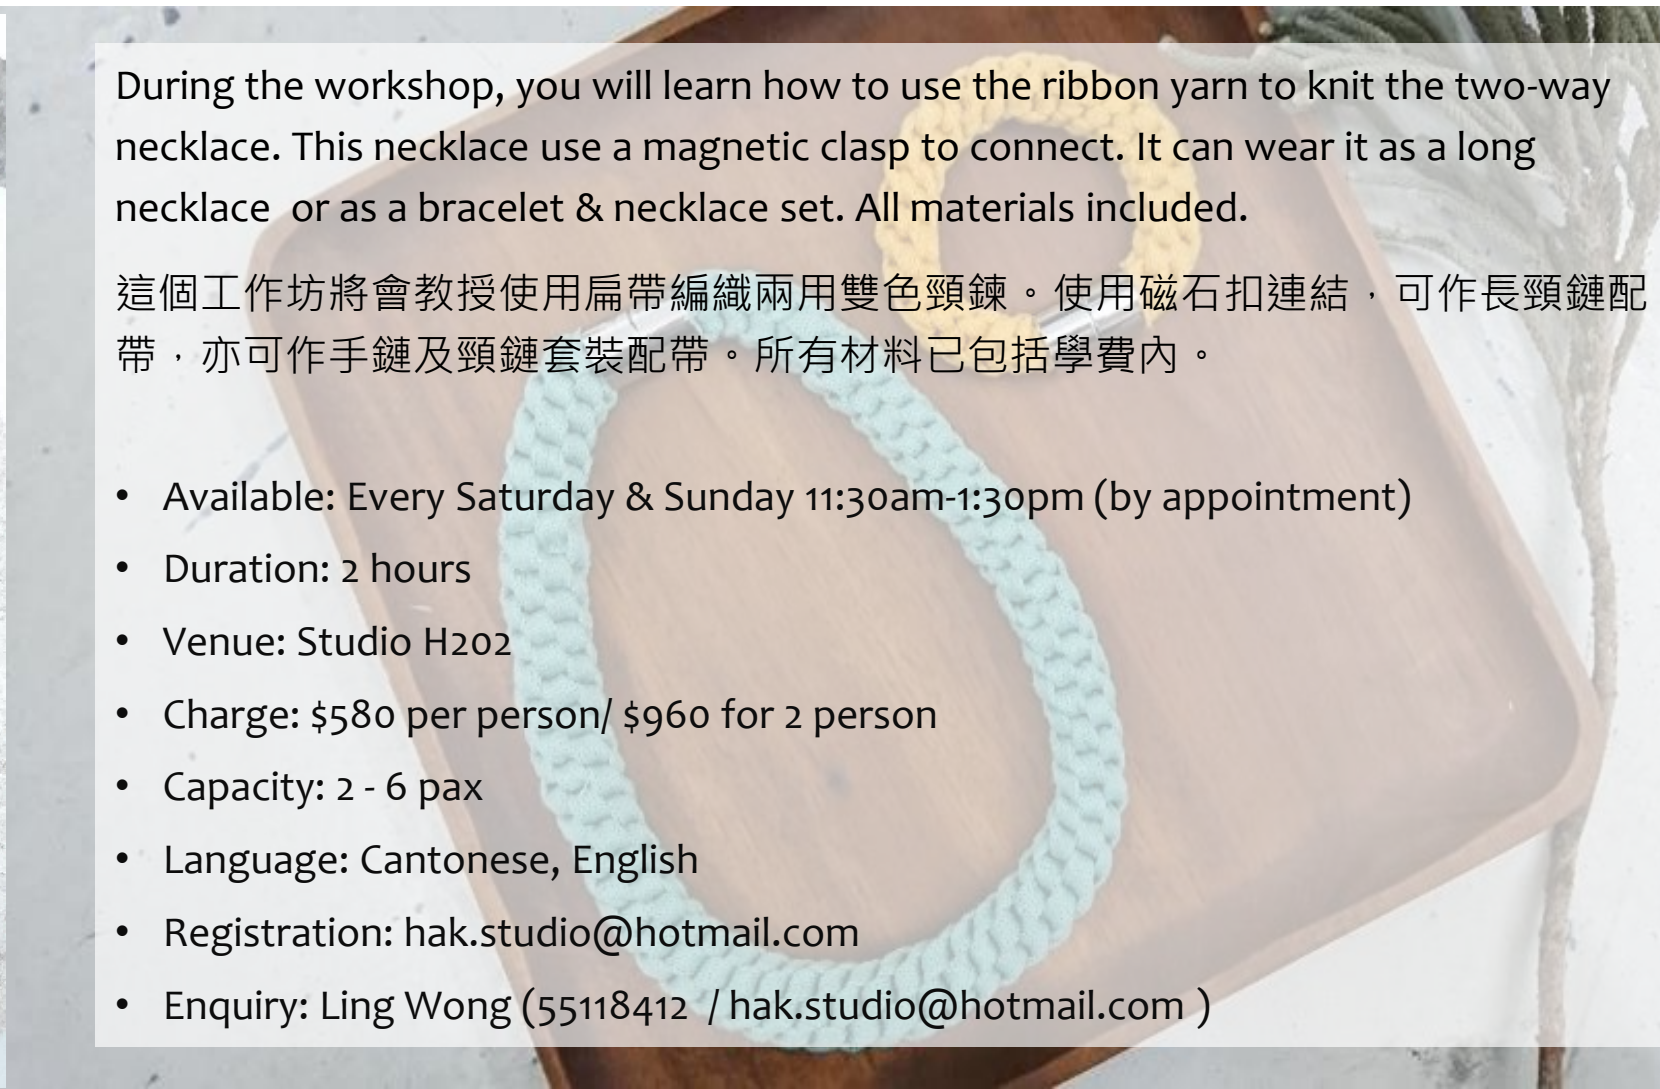 During the workshop, you will learn how to use the ribbon yarn to knit the two-way
necklace. This necklace use a magnetic clasp to connect. It can wear it as a long
necklace  or as a bracelet & necklace set. All materials included.
這個工作坊將會教授使用扁帶編織兩用雙色頸鍊。使用磁石扣連結，可作長頸鏈配
帶，亦可作手鏈及頸鏈套裝配帶。所有材料已包括學費內。
• Available: Every Saturday & Sunday 11:30am-1:30pm (by appointment)
• Duration: 2 hours
• Venue: Studio H202
• Charge: $580 per person/ $960 for 2 person
• Capacity: 2 - 6 pax
• Language: Cantonese, English
• Registration: hak.studio@hotmail.com
• Enquiry: Ling Wong (55118412  / hak.studio@hotmail.com )